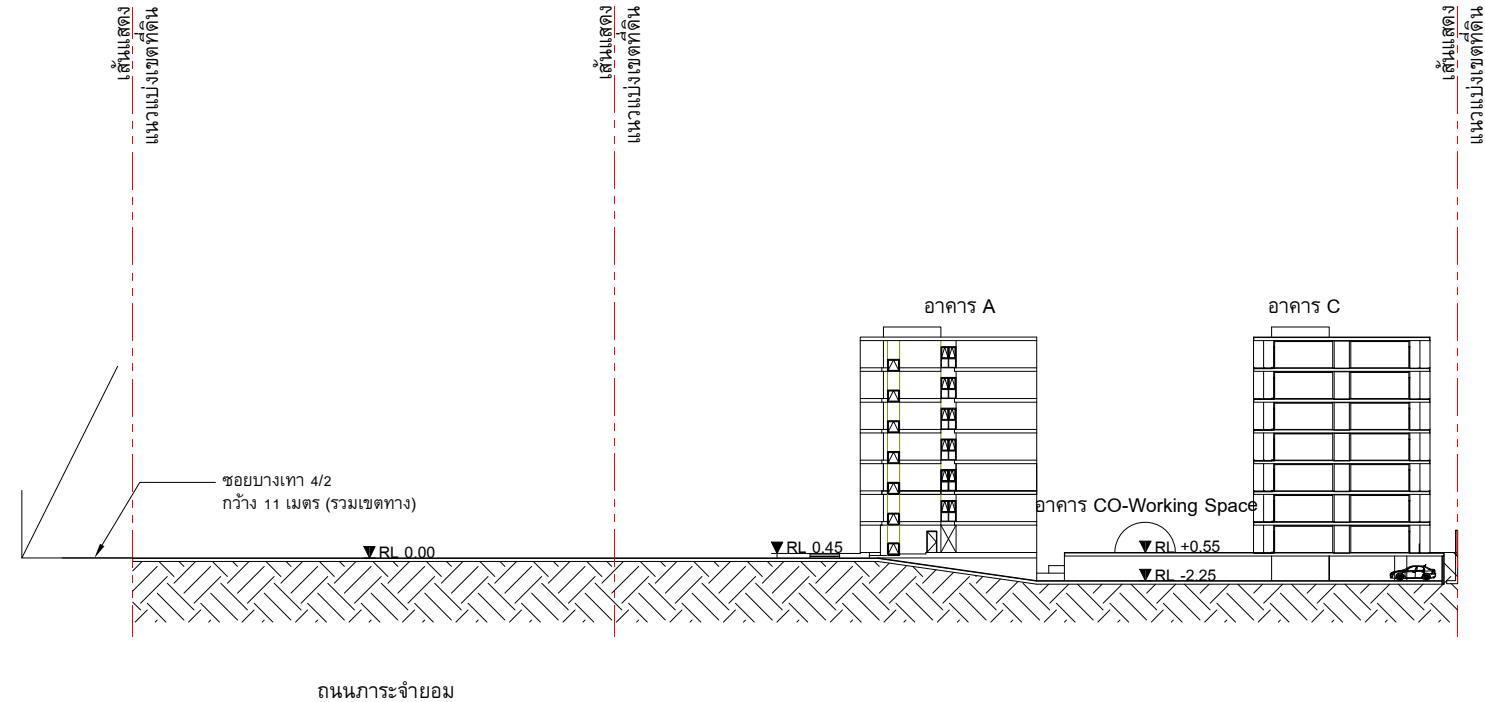 เส้นแสดง
แนวแบ่งเขตที่ดิน
เส้นแสดง
แนวแบ่งเขตที่ดิน
เส้นแสดง
แนวแบ่งเขตที่ดิน
อาคาร A
อาคาร C
ซอยบางเทา 4/2
กว้าง 11 เมตร (รวมเขตทาง)
อาคาร CO-Working Space
RL 0.00
RL 0.45
RL +0.55
RL -2.25
ถนนภาระจำยอม